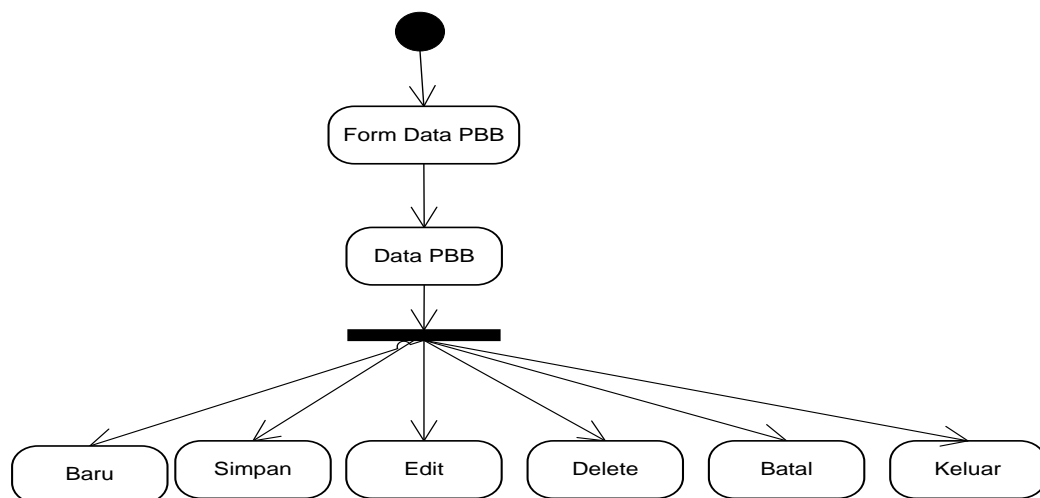 Form Data PBB
Data PBB
Baru
Simpan
Edit
Delete
Batal
Keluar